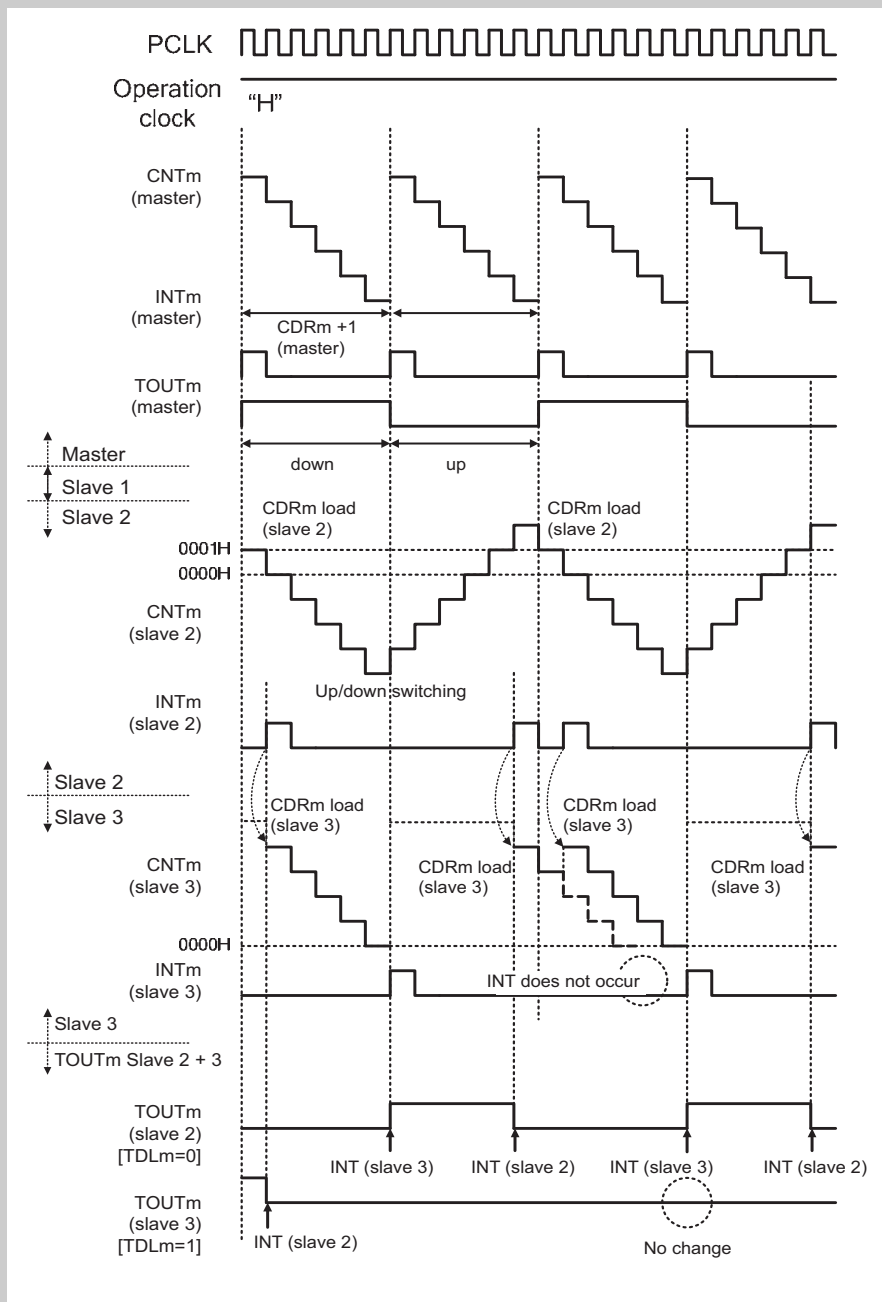 PCLK
Operation
clock
“H”
CNTm
(master)
INTm
(master)
CDRm +1
(master)
TOUTm
(master)
Master
down
up
Slave 1
Slave 2
CDRm load
(slave 2)
CDRm load
(slave 2)
0001H
0000H
CNTm
(slave 2)
Up/down switching
INTm
(slave 2)
Slave 2
Slave 3
CDRm load
(slave 3)
CDRm load
(slave 3)
CNTm
(slave 3)
CDRm load
(slave 3)
CDRm load
(slave 3)
0000H
INTm
(slave 3)
INT does not occur
Slave 3
TOUTm Slave 2 + 3
TOUTm
(slave 2)
[TDLm=0]
INT (slave 3)
INT (slave 2)
INT (slave 3)
INT (slave 2)
TOUTm
(slave 3)
[TDLm=1]
INT (slave 2)
No change